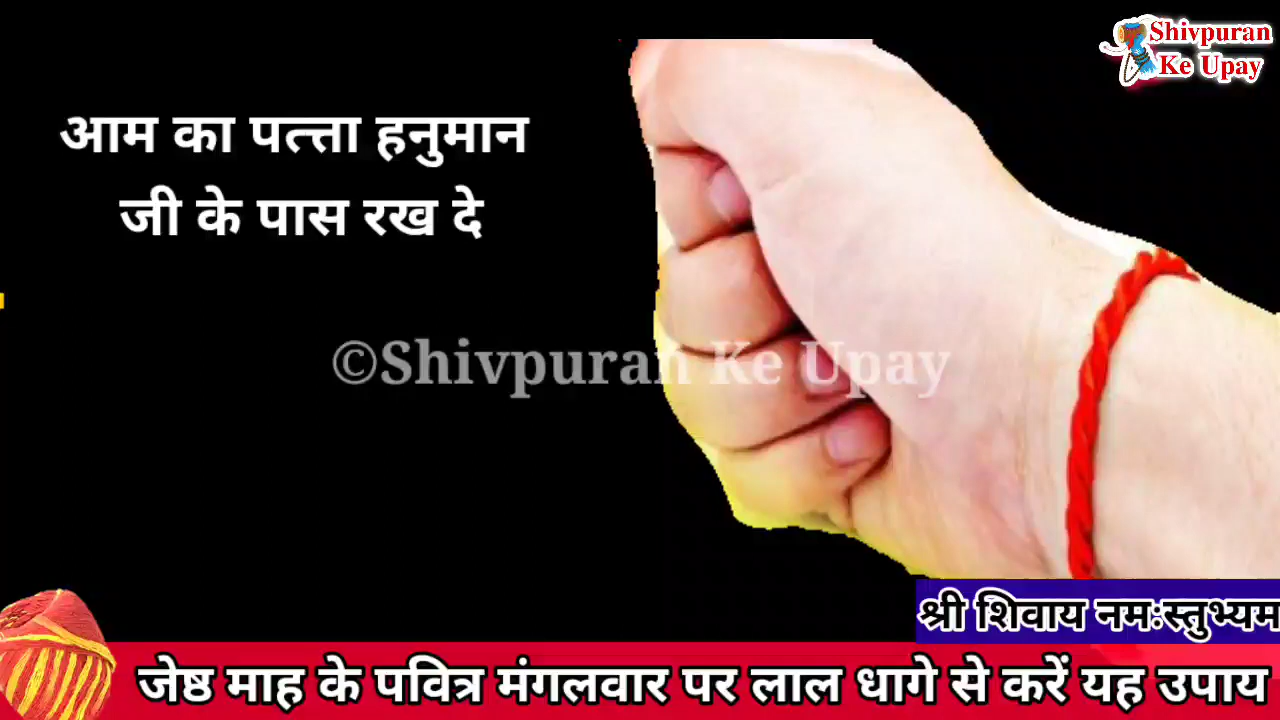 Shivpuran
Ke Upay
आम का पत्त्ता हनुमान
जी के पास रख दे
©Shivpuran Ke Upay
श्री शिवाय नमःस्तुभ्यम
जेष्ठ माह के पवित्र मंगलवार पर लाल धागे से करें यह उपाय